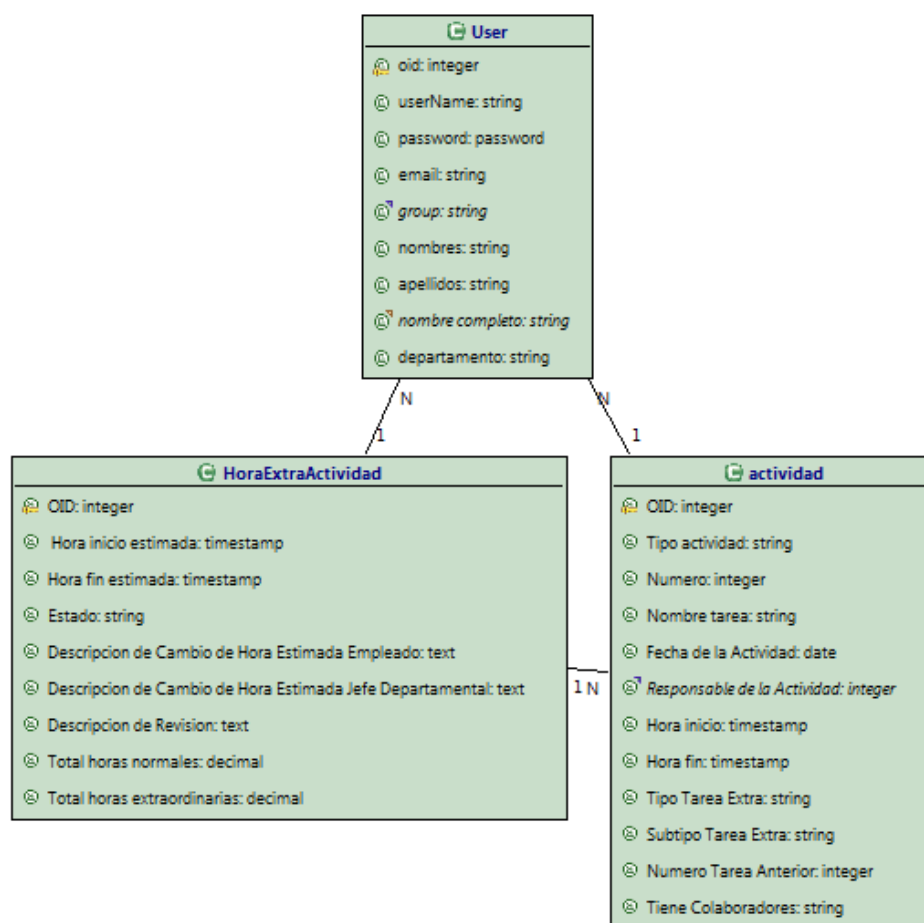 User
oid: integer
userName: string
password: password
email: string
group: string
nombres: string
apellidos: string
nombre completo: string
departamento: string
N
1
N
1
HoraExtraActividad
OID: integer
Hora inicio estimada: timestamp
Hora fin estimada: timestamp
Estado: string
Descripcion de Cambio de Hora Estimada Empleado: text
Descripcion de Cambio de Hora Estimada Jefe Departamental: text
Descripcion de Revision: text
Total horas normales: decimal
Total horas extraordinarias: decimal
1 N
actividad
OID: integer
Tipo actividad: string
Numero: integer
Nombre tarea: string
Fecha de la Actividad: date
Responsable de la Actividad: integer
Hora inicio: timestamp
Hora fin: timestamp
Tipo Tarea Extra: string
Subtipo Tarea Extra: string
Numero Tarea Anterior: integer
Tiene Colaboradores: string